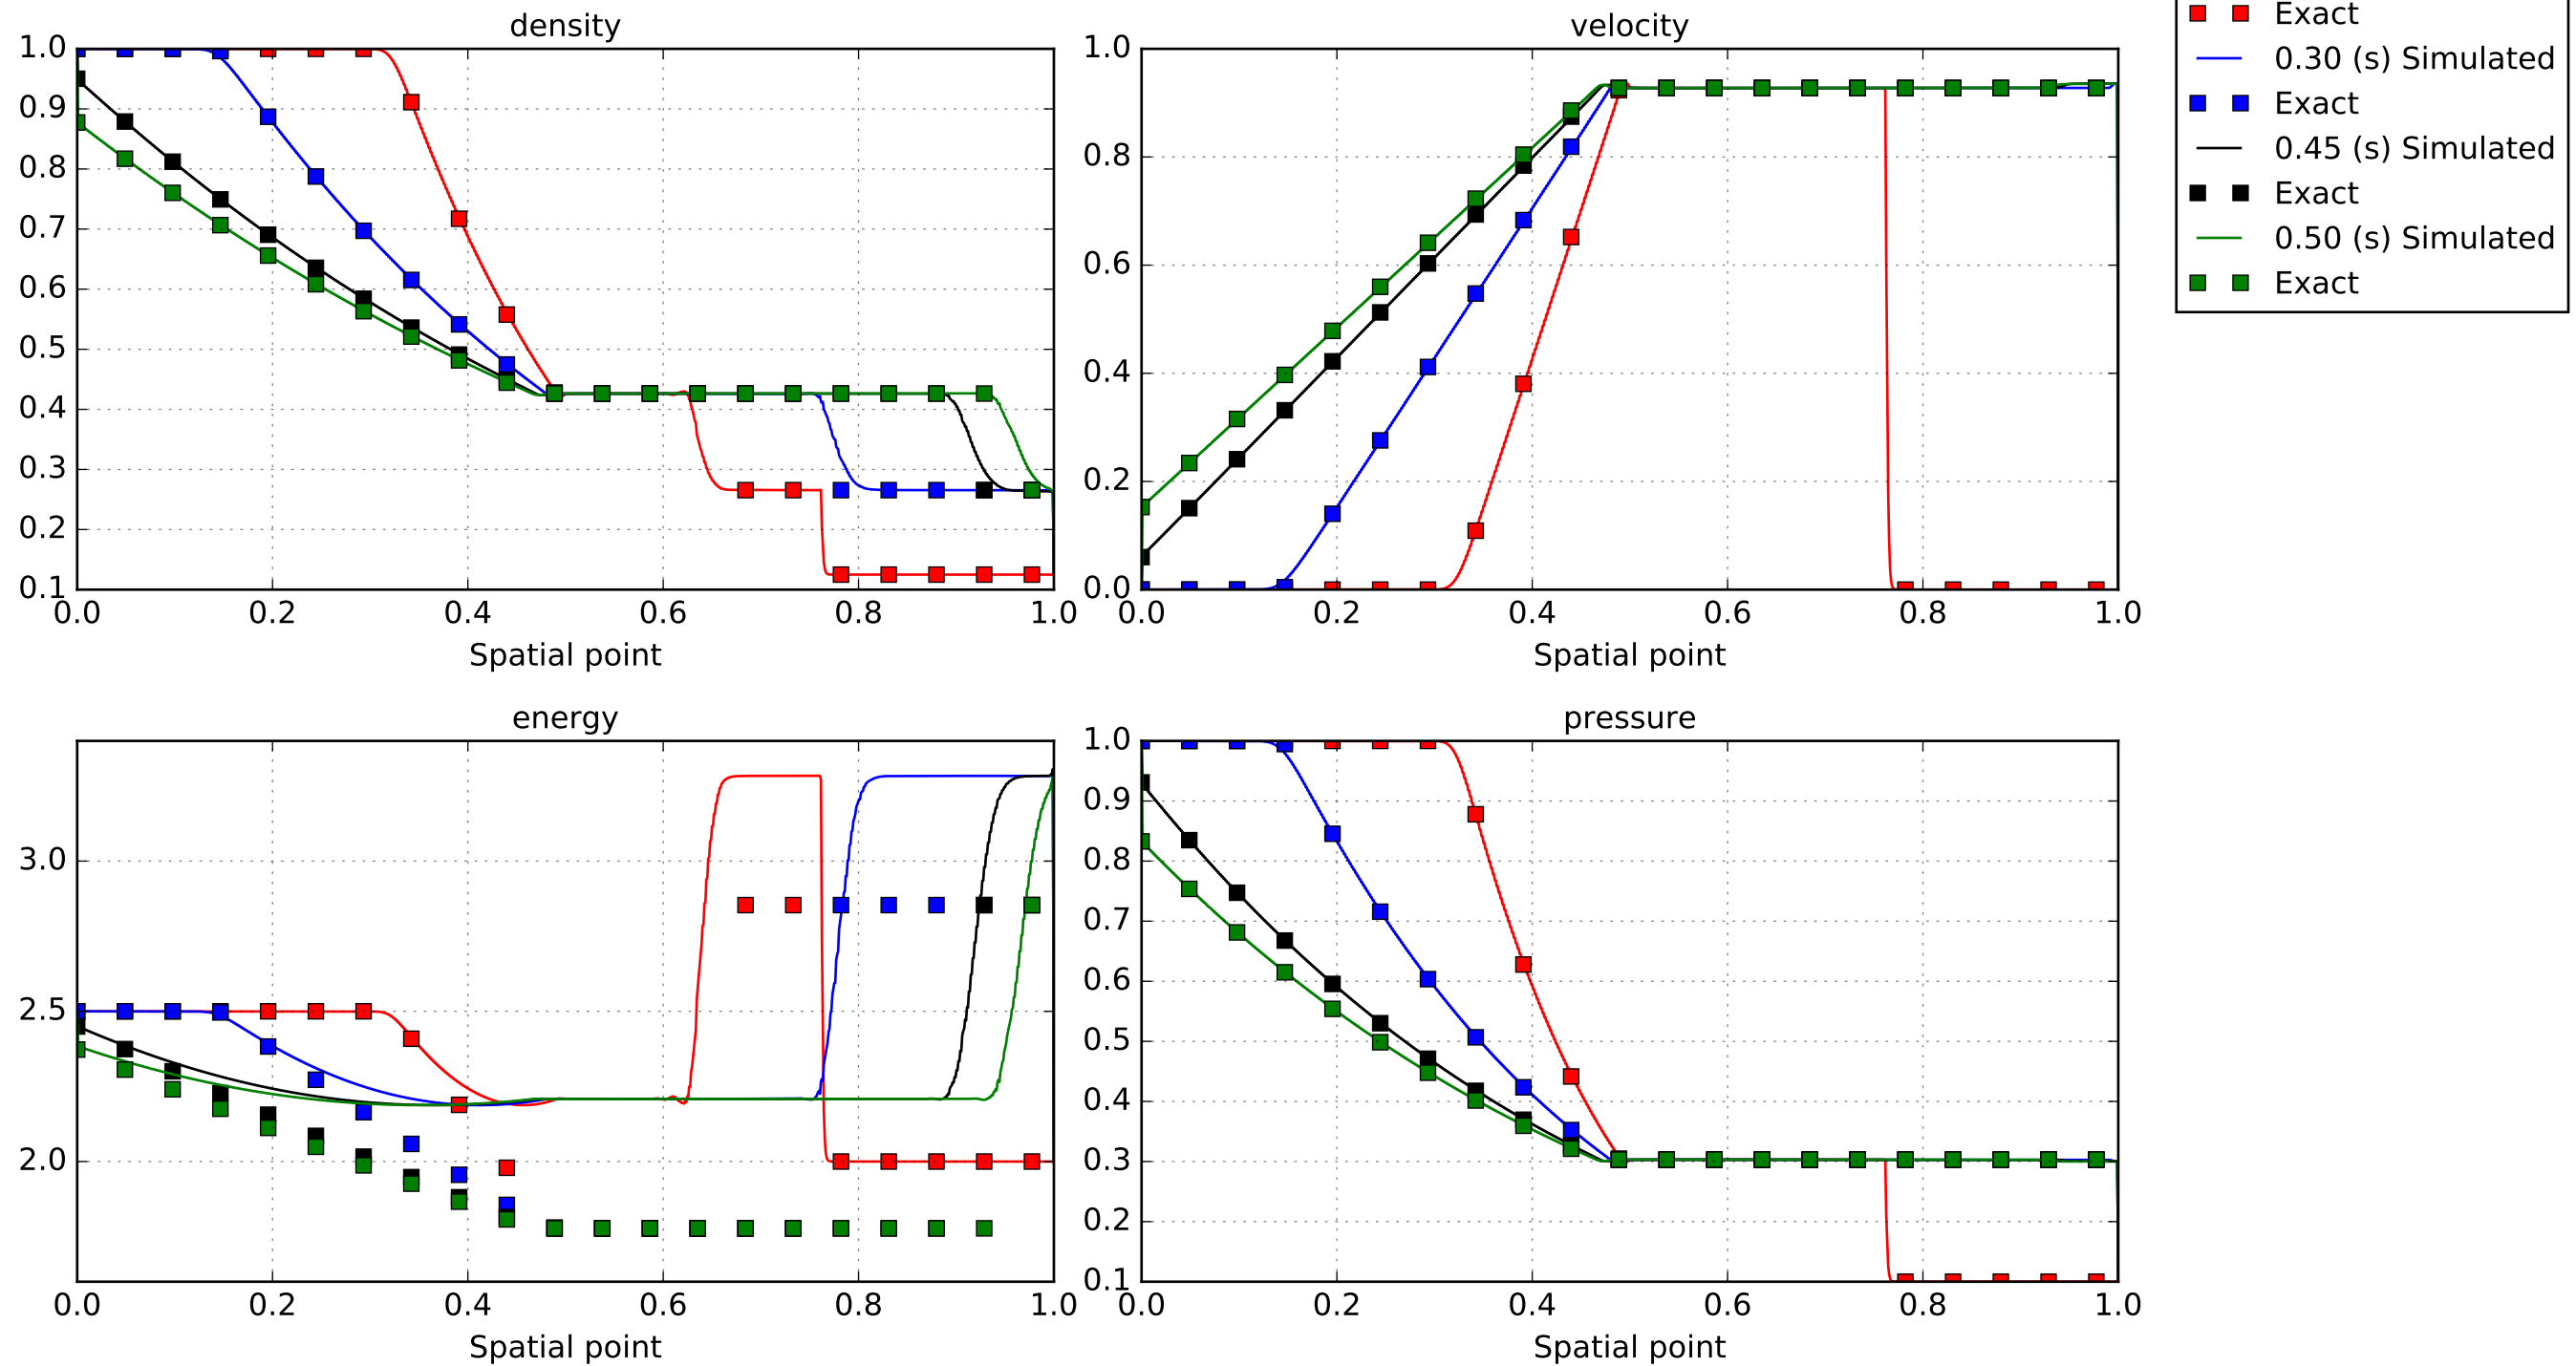 density
1.0
0.9
0.8
0.7
0.6
0.5
0.4
0.3
0.2
0.1
0.0 0.2 0.4 0.6 0.8 1.0
Spatial point
velocity
1.0
0.8
0.6
0.4
0.2
0.0
0.0 0.2 0.4 0.6 0.8 1.0
Spatial point
Exact
0.30 (s) Simulated
Exact
0.45 (s) Simulated
Exact
0.50 (s) Simulated
Exact
energy
3.0
2.5
2.0
0.0 0.2 0.4 0.6 0.8 1.0
Spatial point
pressure
1.0
0.9
0.8
0.7
0.6
0.5
0.4
0.3
0.2
0.1
0.0 0.2 0.4 0.6 0.8 1.0
Spatial point